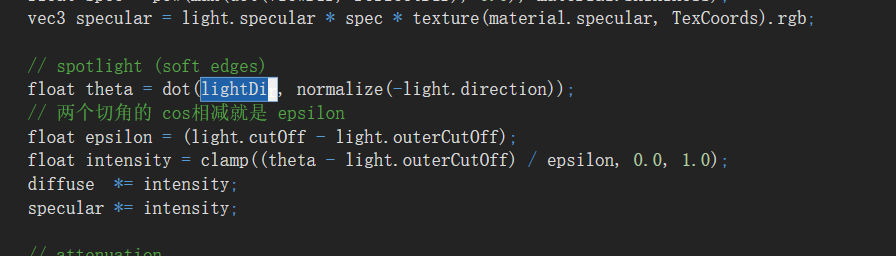 vec3 specular = light.specular * spec * texture(material.specular, TexCoords).rgb;
// spotlight (soft edges)
float theta = dot(lightDir, normalize(-light.direction));
// 两个切角的 cos相减就是 epsilon
float epsilon = (light.cutOff - light.outerCutOff);
float intensity = clamp((theta - light.outerCutOff) / epsilon, 0.0, 1.0);
diffuse  *= intensity;
specular *= intensity;
// attenuation